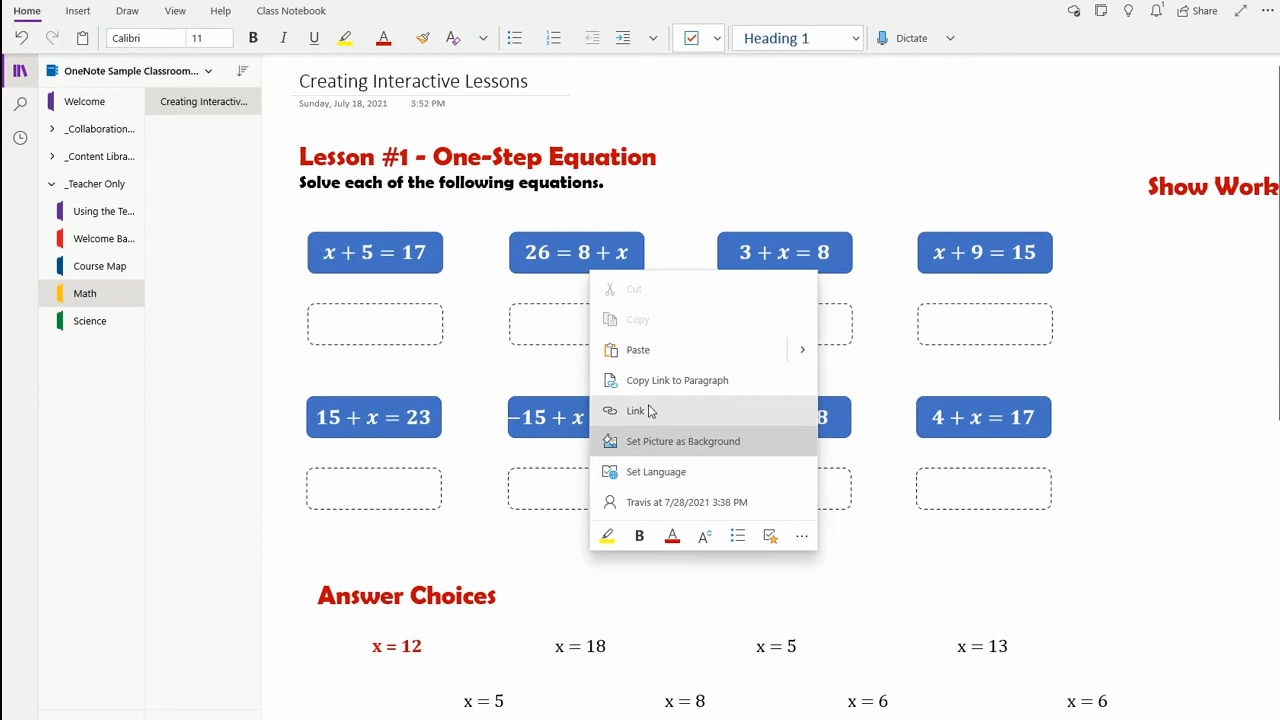 Home Insert Draw View Help Class Notebook Share
Calibri 11 B I U A A Heading 1 Dictate
OneNote Sample Classroom...
Welcome
_Collaboration...
_Content Libra...
_Teacher Only
Using the Te...
Welcome Ba...
Course Map
Math
Science
Creating Interactiv...
Creating Interactive Lessons
Sunday, July 18, 2021 3:52 PM
Lesson #1 - One-Step Equation
Solve each of the following equations.
Show Work
x + 5 = 17 26 = 8 + x 3 + x = 8 x + 9 = 15
Cut
Copy
Paste
Copy Link to Paragraph
Link
Set Picture as Background
Set Language
Travis at 7/28/2021 3:38 PM
B A A
15 + x = 23 −15 + x 8 4 + x = 17
Answer Choices
x = 12 x = 18 x = 5 x = 13
x = 5 x = 8 x = 6 x = 6